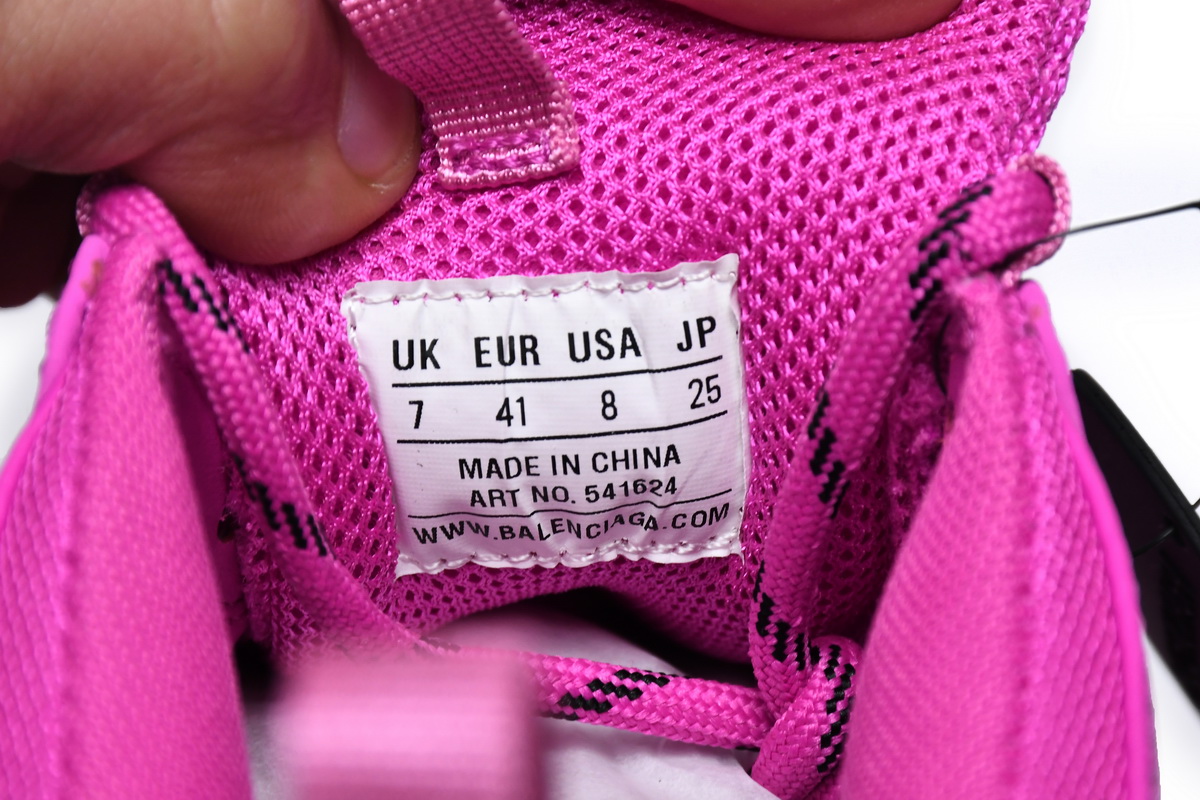 UK EUR USA JP
7 41 8 25
MADE IN CHINA
ART NO. 541624
WWW.BALENCIAGA.COM